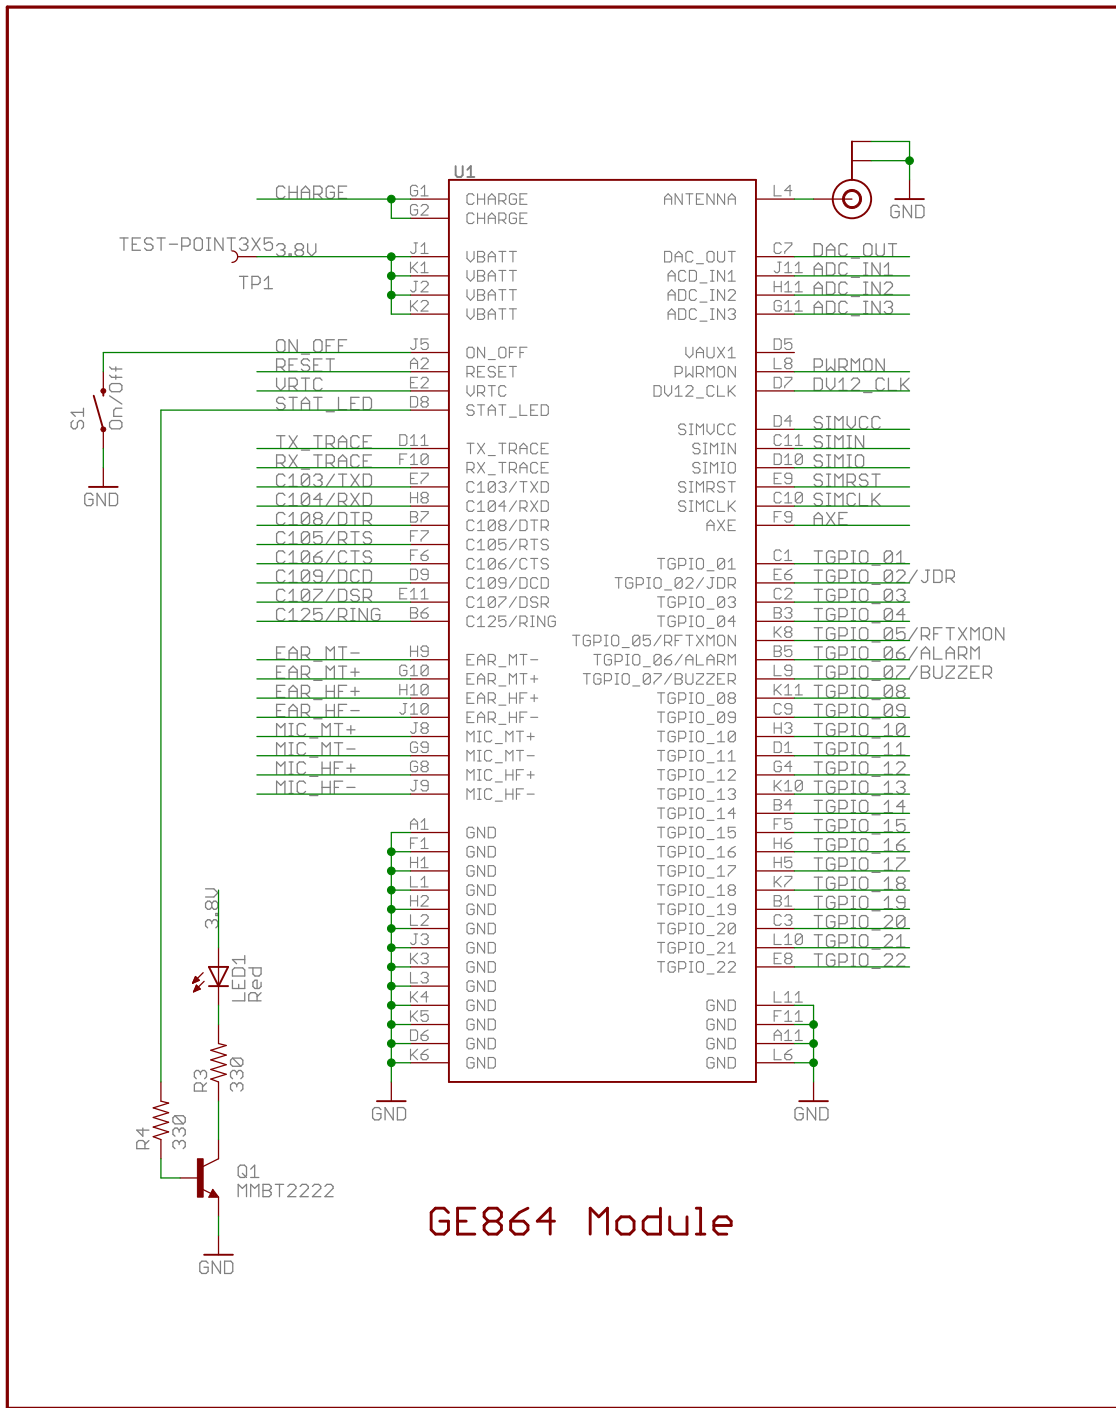 U1
CHARGE G1 CHARGE ANTENNA L4
G2 CHARGE
GND
TEST-POINT3X5 3.8V J1 VBATT DAC_OUT C7 DAC_OUT
K1 VBATT ACD_IN1 J11 ADC_IN1
TP1 J2 VBATT ADC_IN2 H11 ADC_IN2
K2 VBATT ADC_IN3 G11 ADC_IN3
ON_OFF J5 ON_OFF VAUX1 D5
RESET A2 RESET PWRMON L8 PWRMON
VRTC E2 VRTC DV12_CLK D7 DV12_CLK
STAT_LED D8 STAT_LED
S1
On/Off
GND
SIMVCC D4 SIMVCC
TX_TRACE D11 TX_TRACE SIMIN C11 SIMIN
RX_TRACE F10 RX_TRACE SIMIO D10 SIMIO
C103/TXD E7 C103/TXD SIMRST E9 SIMRST
C104/RXD H8 C104/RXD SIMCLK C10 SIMCLK
C108/DTR B7 C108/DTR AXE F9 AXE
C105/RTS F7 C105/RTS
C106/CTS F6 C106/CTS TGPIO_01 C1 TGPIO_01
C109/DCD D9 C109/DCD TGPIO_02/JDR E6 TGPIO_02/JDR
C107/DSR E11 C107/DSR TGPIO_03 C2 TGPIO_03
C125/RING B6 C125/RING TGPIO_04 B3 TGPIO_04
TGPIO_05/RFTXMON K8 TGPIO_05/RFTXMON
EAR_MT- H9 EAR_MT- TGPIO_06/ALARM B5 TGPIO_06/ALARM
EAR_MT+ G10 EAR_MT+ TGPIO_07/BUZZER L9 TGPIO_07/BUZZER
EAR_HF+ H10 EAR_HF+ TGPIO_08 K11 TGPIO_08
EAR_HF- J10 EAR_HF- TGPIO_09 C9 TGPIO_09
MIC_MT+ J8 MIC_MT+ TGPIO_10 H3 TGPIO_10
MIC_MT- G9 MIC_MT- TGPIO_11 D1 TGPIO_11
MIC_HF+ G8 MIC_HF+ TGPIO_12 G4 TGPIO_12
MIC_HF- J9 MIC_HF- TGPIO_13 K10 TGPIO_13
TGPIO_14 B4 TGPIO_14
A1 GND TGPIO_15 F5 TGPIO_15
F1 GND TGPIO_16 H6 TGPIO_16
H1 GND TGPIO_17 H5 TGPIO_17
L1 GND TGPIO_18 K7 TGPIO_18
H2 GND TGPIO_19 B1 TGPIO_19
L2 GND TGPIO_20 C3 TGPIO_20
J3 GND TGPIO_21 L10 TGPIO_21
K3 GND TGPIO_22 E8 TGPIO_22
L3 GND
K4 GND GND L11
K5 GND GND F11
D6 GND GND A11
K6 GND GND L6
GND GND
3.8V
LED1
Red
R3
330
R4
330
Q1
MMBT2222
GND
GE864 Module